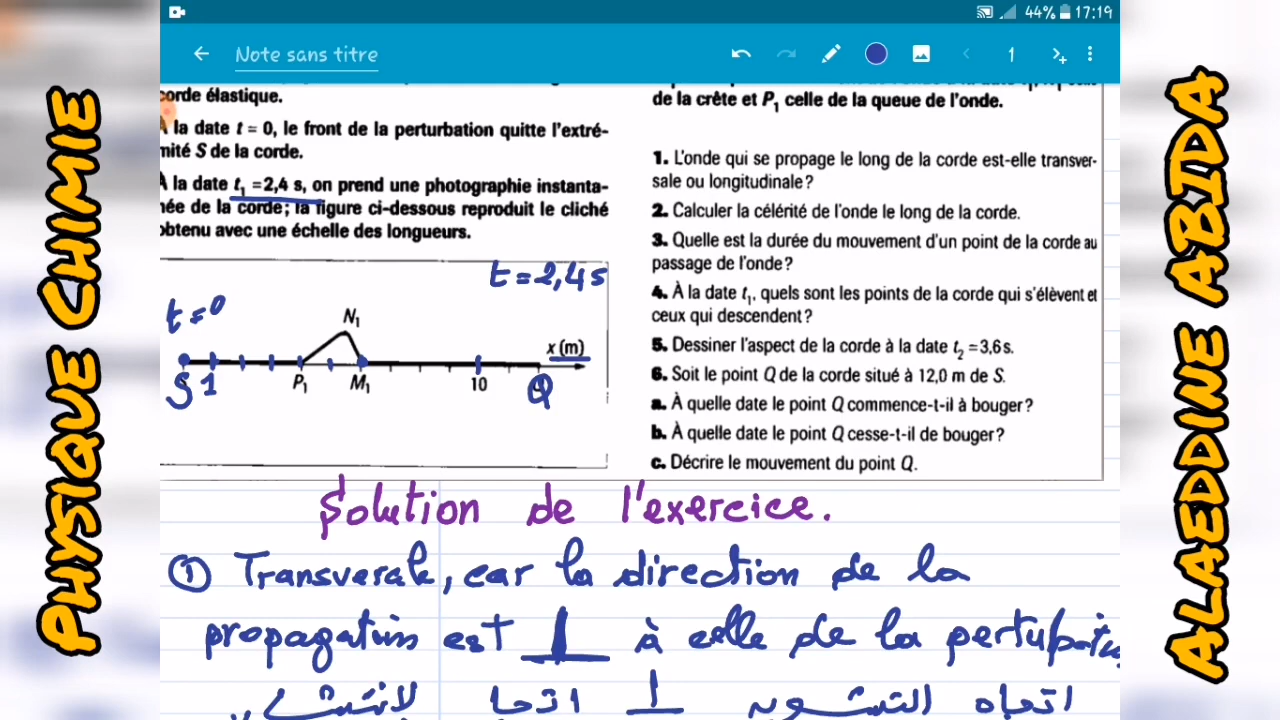 PHYSIQUE CHIMIE
44% 17:19
Note sans titre
1
corde élastique.
la date t = 0, le front de la perturbation quitte l'extré-
mité S de la corde.
la date t₁ =2,4 s, on prend une photographie instanta-
née de la corde; la figure ci-dessous reproduit le cliché
obtenu avec une échelle des longueurs.
t = 2,4s
t = 0
N₁
x (m)
S 1 P₁ M₁ 10 Q
de la crête et P₁ celle de la queue de l'onde.
1. L'onde qui se propage le long de la corde est-elle transver-
sale ou longitudinale?
2. Calculer la célérité de l'onde le long de la corde.
3. Quelle est la durée du mouvement d'un point de la corde au
passage de l'onde?
4. À la date t₁, quels sont les points de la corde qui s'élèvent et
ceux qui descendent?
5. Dessiner l'aspect de la corde à la date t₂ =3,6s.
6. Soit le point Q de la corde situé à 12,0 m de S.
a. À quelle date le point Q commence-t-il à bouger?
b. À quelle date le point Q cesse-t-il de bouger?
c. Décrire le mouvement du point Q.
Solution de l'exercice.
① Transverale, car la direction de la
propagation est ⊥ à celle de la
اتجاه ⊥ اتجاه
ALAEDDINE ABIDA